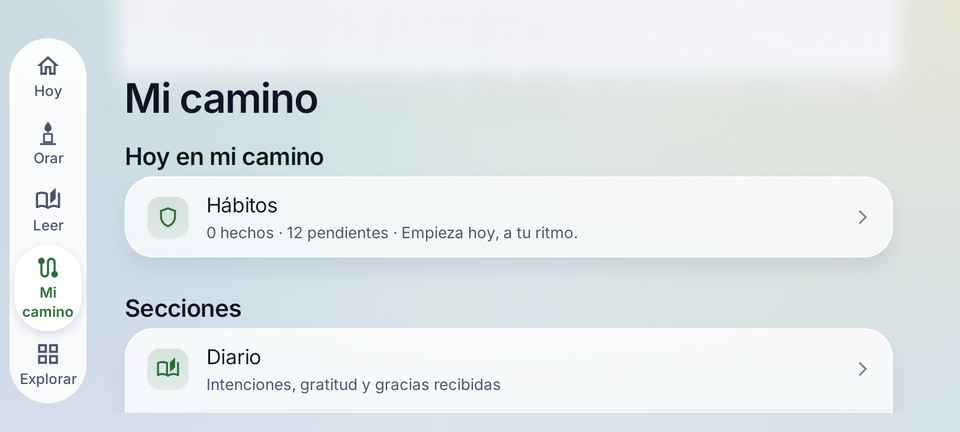 Hoy
Orar
Leer
Mi
camino
Explorar
Mi camino
Hoy en mi camino
Hábitos
0 hechos · 12 pendientes · Empieza hoy, a tu ritmo.
Secciones
Diario
Intenciones, gratitud y gracias recibidas